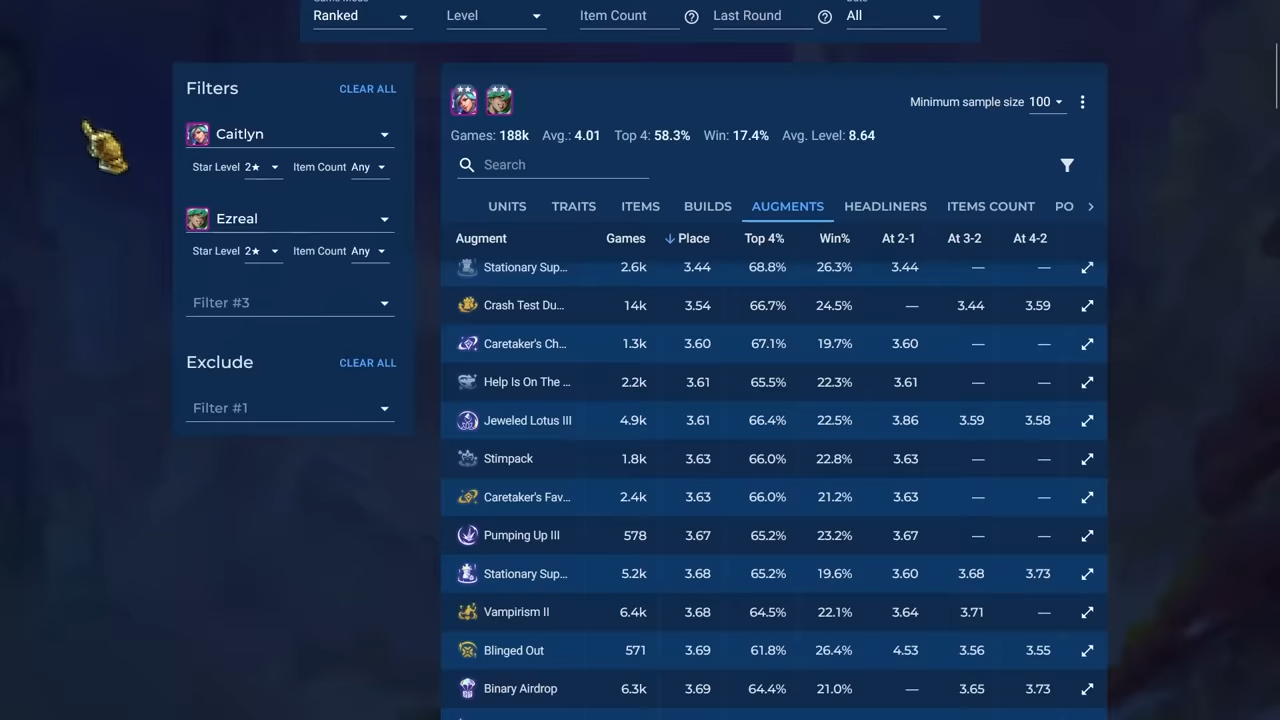 Ranked Level Item Count Last Round All
Filters CLEAR ALL
Caitlyn
Star Level 2★ Item Count Any
Ezreal
Star Level 2★ Item Count Any
Filter #3
Exclude CLEAR ALL
Filter #1
Minimum sample size 100
Games: 188k Avg.: 4.01 Top 4: 58.3% Win: 17.4% Avg. Level: 8.64
Search
UNITS TRAITS ITEMS BUILDS AUGMENTS HEADLINERS ITEMS COUNT PO
Augment Games Place Top 4% Win% At 2-1 At 3-2 At 4-2
Stationary Sup... 2.6k 3.44 68.8% 26.3% 3.44 — —
Crash Test Du... 14k 3.54 66.7% 24.5% — 3.44 3.59
Caretaker's Ch... 1.3k 3.60 67.1% 19.7% 3.60 — —
Help Is On The ... 2.2k 3.61 65.5% 22.3% 3.61 — —
Jeweled Lotus III 4.9k 3.61 66.4% 22.5% 3.86 3.59 3.58
Stimpack 1.8k 3.63 66.0% 22.8% 3.63 — —
Caretaker's Fav... 2.4k 3.63 66.0% 21.2% 3.63 — —
Pumping Up III 578 3.67 65.2% 23.2% 3.67 — —
Stationary Sup... 5.2k 3.68 65.2% 19.6% 3.60 3.68 3.73
Vampirism II 6.4k 3.68 64.5% 22.1% 3.64 3.71 —
Blinged Out 571 3.69 61.8% 26.4% 4.53 3.56 3.55
Binary Airdrop 6.3k 3.69 64.4% 21.0% — 3.65 3.73